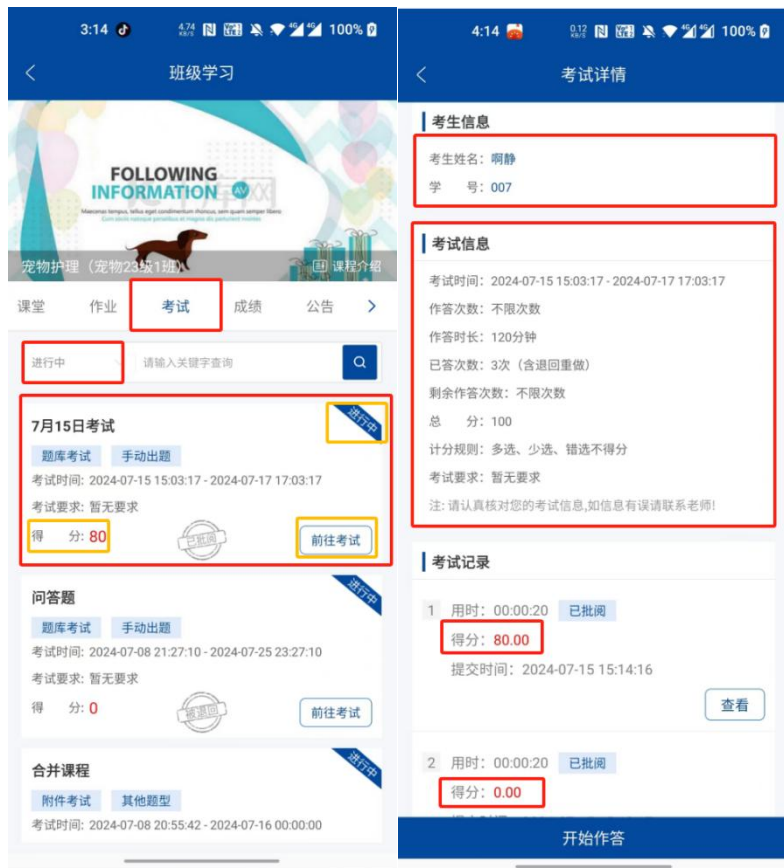 3:14
4.74 KB/S
4G 4G 100%
班级学习
FOLLOWING
INFORMATION
Maecenas tempus, tellus eget condimentum rhoncus, sem quam semper libero
宠物护理（宠物23级1班）
课程介绍
课堂 作业 考试 成绩 公告
进行中 请输入关键字查询
7月15日考试
进行中
题库考试 手动出题
考试时间: 2024-07-15 15:03:17 - 2024-07-17 17:03:17
考试要求: 暂无要求
得 分: 80
已批阅
前往考试
问答题
进行中
题库考试 手动出题
考试时间: 2024-07-08 21:27:10 - 2024-07-25 23:27:10
考试要求: 暂无要求
得 分: 0
被退回
前往考试
合并课程
进行中
附件考试 其他题型
考试时间: 2024-07-08 20:55:42 - 2024-07-16 00:00:00
4:14
0.12 KB/S
4G 4G 100%
考试详情
考生信息
考生姓名: 啊静
学 号: 007
考试信息
考试时间: 2024-07-15 15:03:17 - 2024-07-17 17:03:17
作答次数: 不限次数
作答时长: 120分钟
已答次数: 3次（含退回重做）
剩余作答次数: 不限次数
总 分: 100
计分规则: 多选、少选、错选不得分
考试要求: 暂无要求
注: 请认真核对您的考试信息,如信息有误请联系老师!
考试记录
1 用时: 00:00:20 已批阅
得分: 80.00
提交时间: 2024-07-15 15:14:16
查看
2 用时: 00:00:20 已批阅
得分: 0.00
开始作答